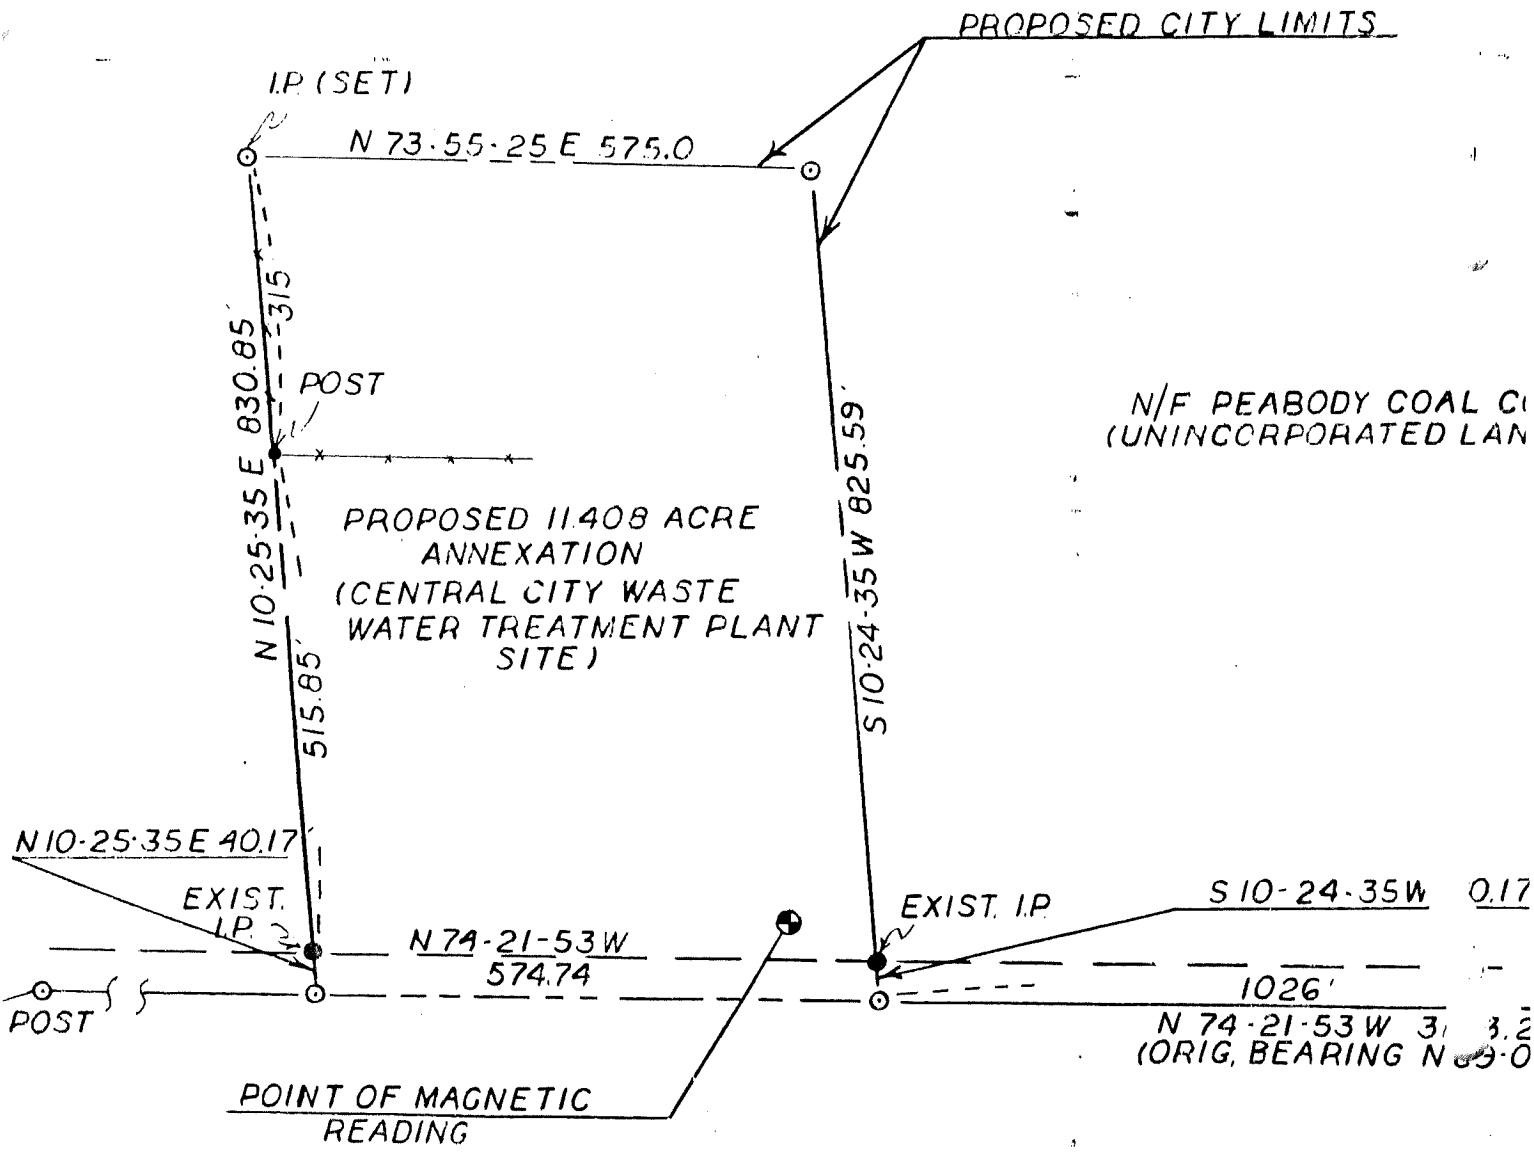 PROPOSED CITY LIMITS
I.P. (SET)
N 73-55-25 E 575.0
315'
N 10-25-35 E 830.85'
POST
S 10-24-35 W 825.59'
N/F PEABODY COAL
(UNINCORPORATED
PROPOSED 11.408 ACRE
ANNEXATION
(CENTRAL CITY WASTE
WATER TREATMENT PLANT
SITE)
515.85'
N 10-25-35 E 40.17'
EXIST.
I.P.
N 74-21-53 W
574.74
EXIST. I.P.
S 10-24-35 W
POST
1026'
N 74-21-53 W
(ORIG. BEARING
POINT OF MAGNETIC
READING